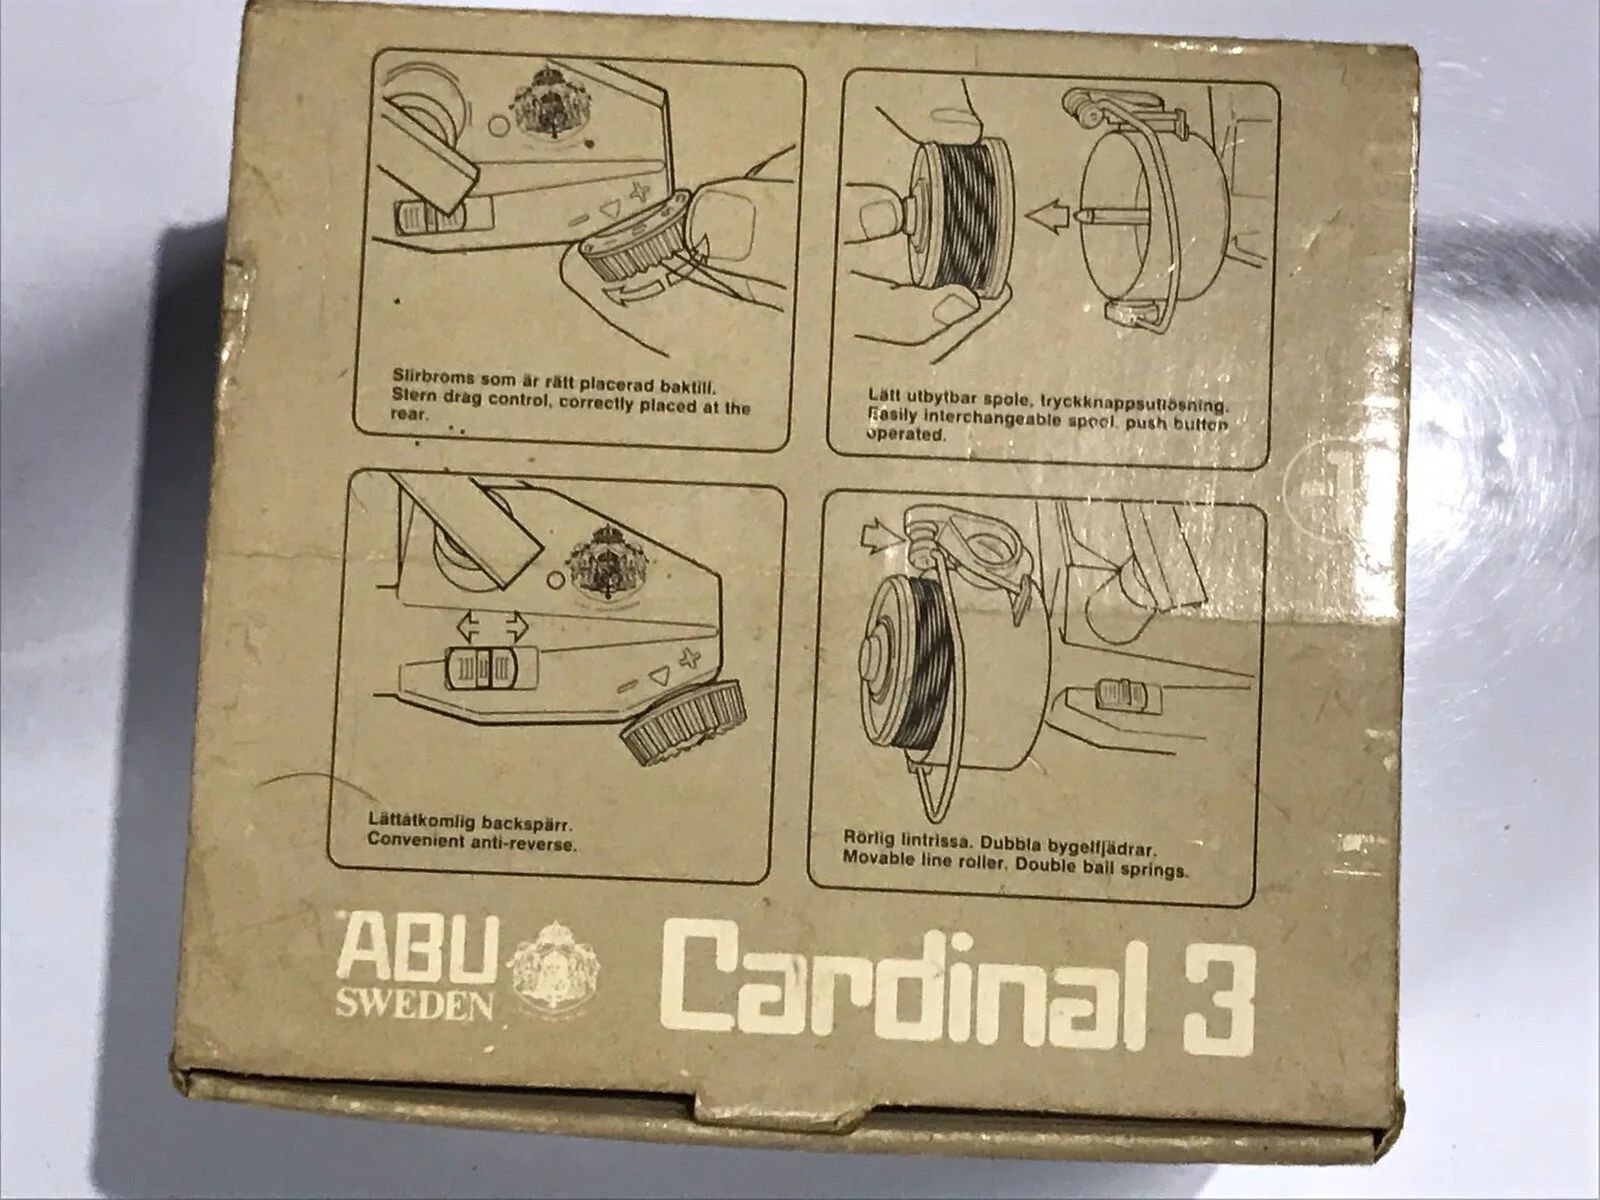 Slirbroms som är rätt placerad baktill.
Stern drag control, correctly placed at the
rear.
Lätt utbytbar spole, tryckknappsutlösning.
Easily interchangeable spool, push button
operated.
Lättåtkomlig backspärr.
Convenient anti-reverse.
Rörlig lintrissa. Dubbla bygelfjädrar.
Movable line roller. Double bail springs.
ABU
SWEDEN
Cardinal 3